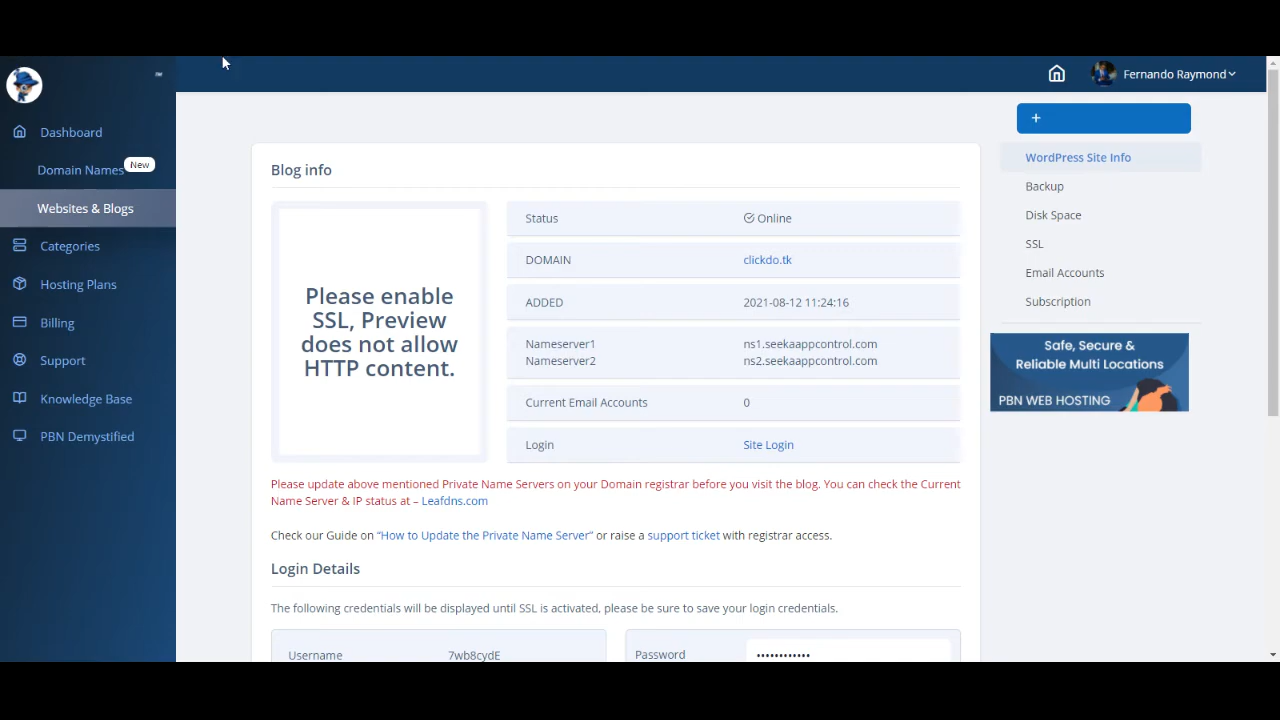 Fernando Raymond
Dashboard
Domain Names New
Websites & Blogs
Categories
Hosting Plans
Billing
Support
Knowledge Base
PBN Demystified
Blog info
Please enable
SSL, Preview
does not allow
HTTP content.
Status Online
DOMAIN clickdo.tk
ADDED 2021-08-12 11:24:16
Nameserver1 ns1.seekaappcontrol.com
Nameserver2 ns2.seekaappcontrol.com
Current Email Accounts 0
Login Site Login
Please update above mentioned Private Name Servers on your Domain registrar before you visit the blog. You can check the Current
Name Server & IP status at – Leafdns.com
Check our Guide on “How to Update the Private Name Server” or raise a support ticket with registrar access.
Login Details
The following credentials will be displayed until SSL is activated, please be sure to save your login credentials.
Username 7wb8cydE
Password ••••••••••••
+
WordPress Site Info
Backup
Disk Space
SSL
Email Accounts
Subscription
Safe, Secure &
Reliable Multi Locations
PBN WEB HOSTING